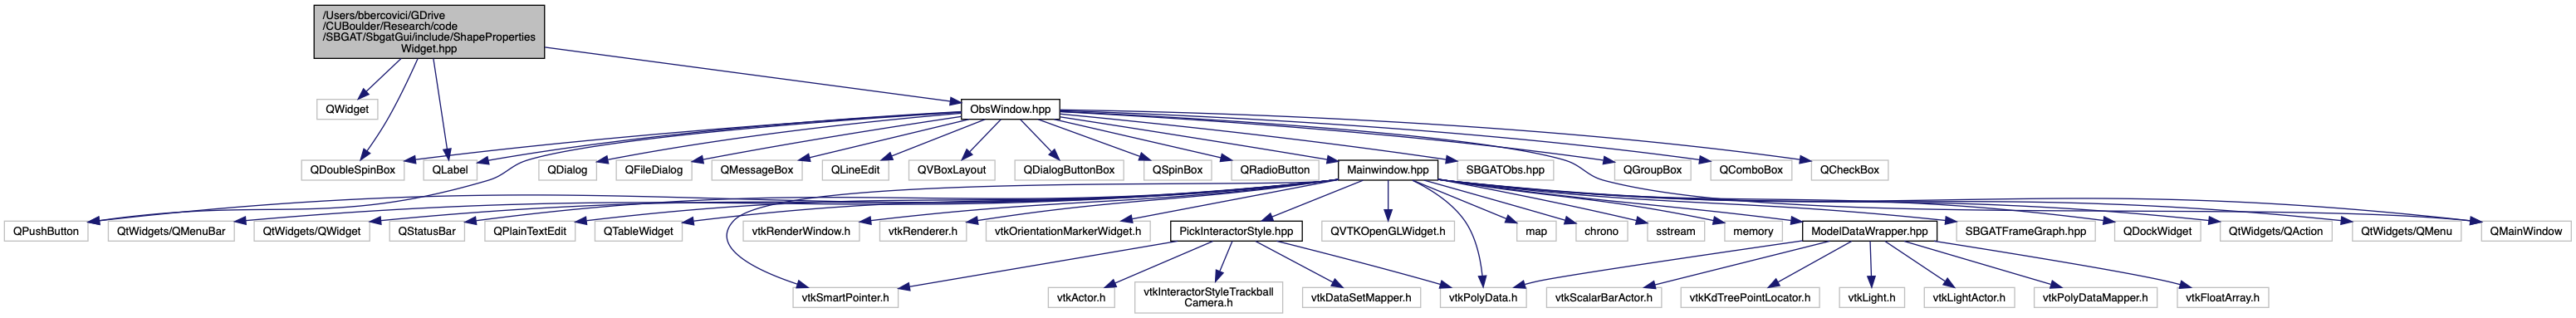 /Users/bbercovici/GDrive
/CUBoulder/Research/code
/SBGAT/SbgatGui/include/ShapeProperties
Widget.hpp
QWidget
ObsWindow.hpp
QDoubleSpinBox
QLabel
QDialog
QFileDialog
QMessageBox
QLineEdit
QVBoxLayout
QDialogButtonBox
QSpinBox
QRadioButton
Mainwindow.hpp
SBGATObs.hpp
QGroupBox
QComboBox
QCheckBox
QPushButton
QtWidgets/QMenuBar
QtWidgets/QWidget
QStatusBar
QPlainTextEdit
QTableWidget
vtkRenderWindow.h
vtkRenderer.h
vtkOrientationMarkerWidget.h
PickInteractorStyle.hpp
QVTKOpenGLWidget.h
map
chrono
sstream
memory
ModelDataWrapper.hpp
SBGATFrameGraph.hpp
QDockWidget
QtWidgets/QAction
QtWidgets/QMenu
QMainWindow
vtkSmartPointer.h
vtkActor.h
vtkInteractorStyleTrackball
Camera.h
vtkDataSetMapper.h
vtkPolyData.h
vtkScalarBarActor.h
vtkKdTreePointLocator.h
vtkLight.h
vtkLightActor.h
vtkPolyDataMapper.h
vtkFloatArray.h